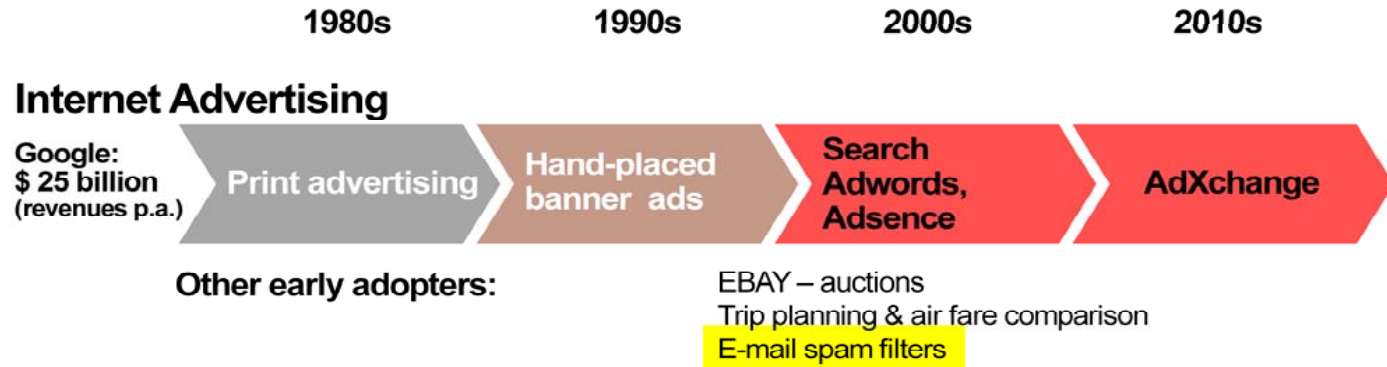 1980s 1990s 2000s 2010s
Internet Advertising
Google:
$ 25 billion
(revenues p.a.)
Print advertising
Hand-placed
banner ads
Search
Adwords,
Adsence
AdXchange
Other early adopters:
EBAY – auctions
Trip planning & air fare comparison
E-mail spam filters